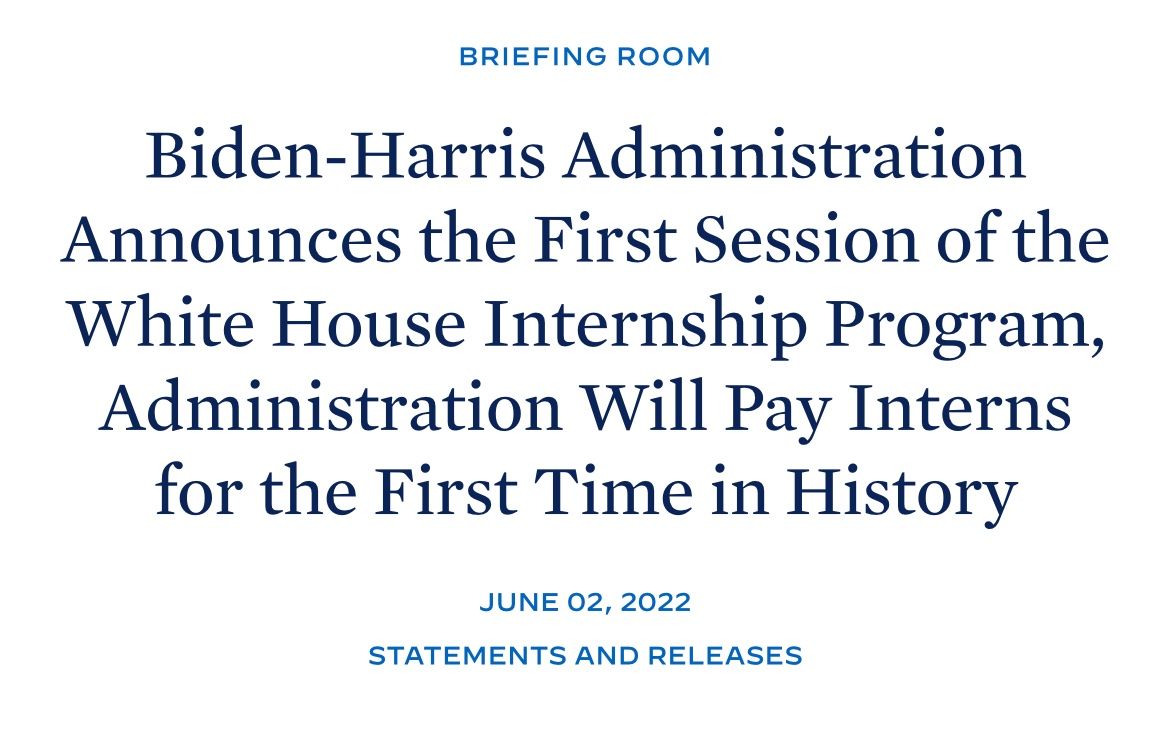 BRIEFING ROOM
Biden-Harris Administration
Announces the First Session of the
White House Internship Program,
Administration Will Pay Interns
for the First Time in History
JUNE 02, 2022
STATEMENTS AND RELEASES